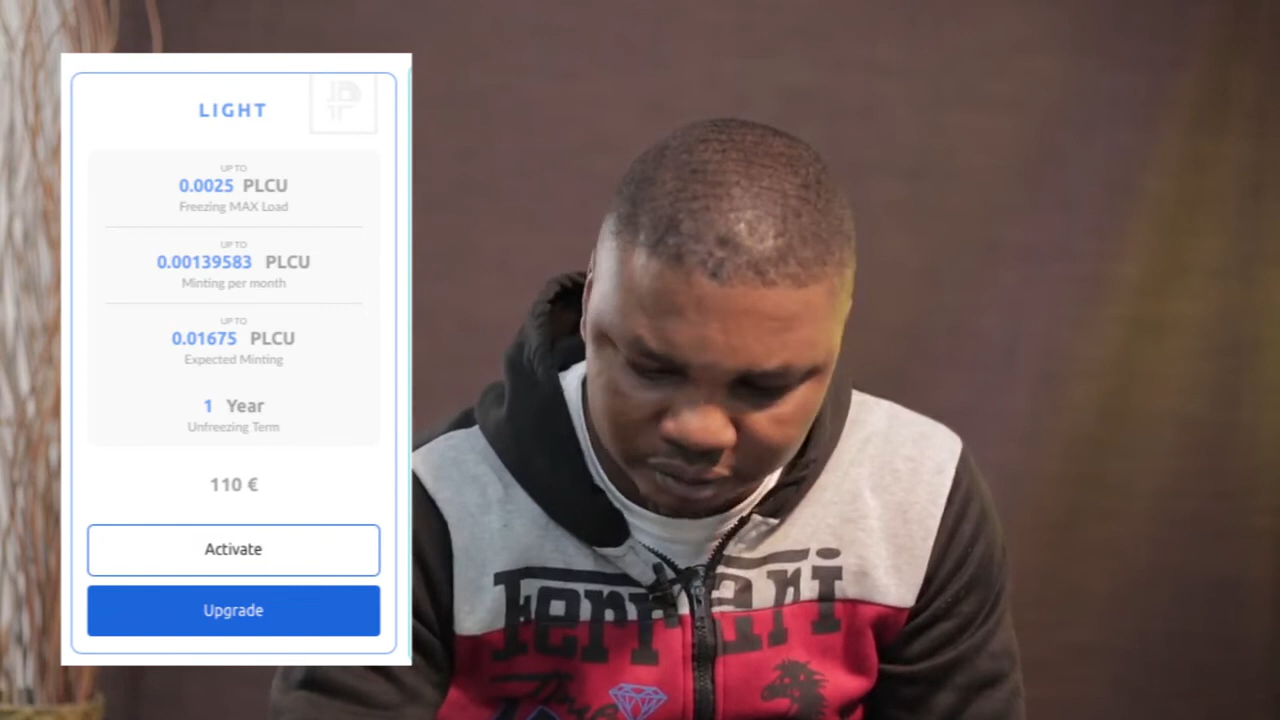 LIGHT
UP TO
0.0025 PLCU
Freezing MAX Load
UP TO
0.00139583 PLCU
Minting per month
UP TO
0.01675 PLCU
Expected Minting
1 Year
Unfreezing Term
110 €
Activate
Upgrade
Ferrari